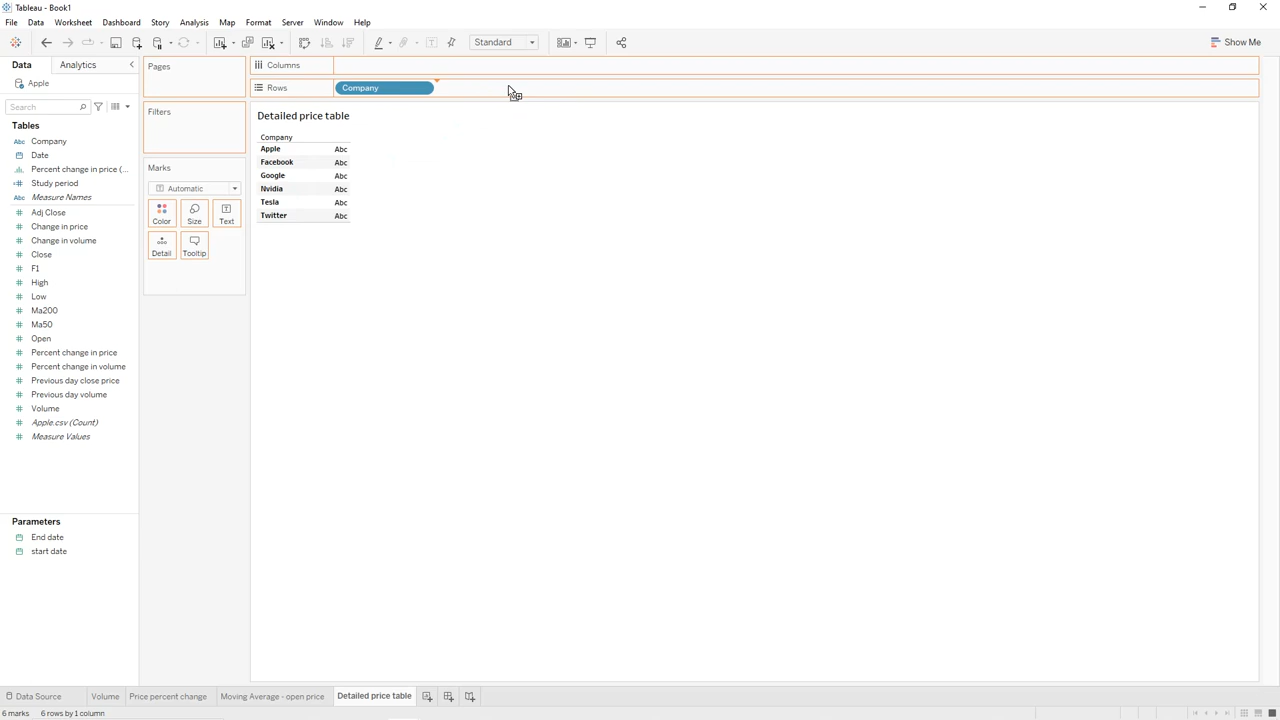 Tableau - Book1
File Data Worksheet Dashboard Story Analysis Map Format Server Window Help
Standard
Show Me
Data Analytics
Apple
Search
Tables
Abc Company
Date
Percent change in price (...
Study period
Abc Measure Names
Adj Close
Change in price
Change in volume
Close
F1
High
Low
Ma200
Ma50
Open
Percent change in price
Percent change in volume
Previous day close price
Previous day volume
Volume
Apple.csv (Count)
Measure Values
Parameters
End date
start date
Pages
Filters
Marks
Automatic
Color Size Text
Detail Tooltip
Columns
Rows Company
Detailed price table
Company
Apple Abc
Facebook Abc
Google Abc
Nvidia Abc
Tesla Abc
Twitter Abc
Data Source Volume Price percent change Moving Average - open price Detailed price table
6 marks 6 rows by 1 column